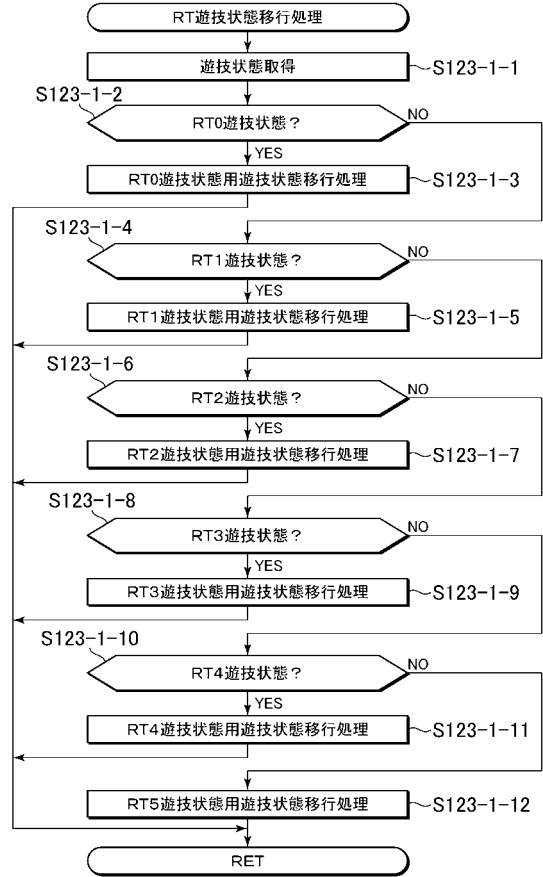 RT遊技状態移行処理
遊技状態取得
S123-1-1
S123-1-2
RT0遊技状態？
NO
YES
RT0遊技状態用遊技状態移行処理
S123-1-3
S123-1-4
RT1遊技状態？
NO
YES
RT1遊技状態用遊技状態移行処理
S123-1-5
S123-1-6
RT2遊技状態？
NO
YES
RT2遊技状態用遊技状態移行処理
S123-1-7
S123-1-8
RT3遊技状態？
NO
YES
RT3遊技状態用遊技状態移行処理
S123-1-9
S123-1-10
RT4遊技状態？
NO
YES
RT4遊技状態用遊技状態移行処理
S123-1-11
RT5遊技状態用遊技状態移行処理
S123-1-12
RET